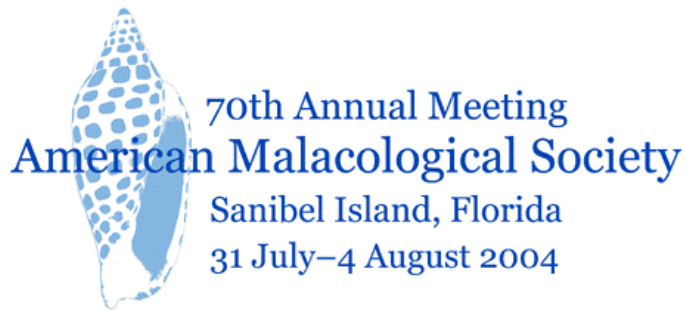 70th Annual Meeting
American Malacological Society
Sanibel Island, Florida
31 July–4 August 2004